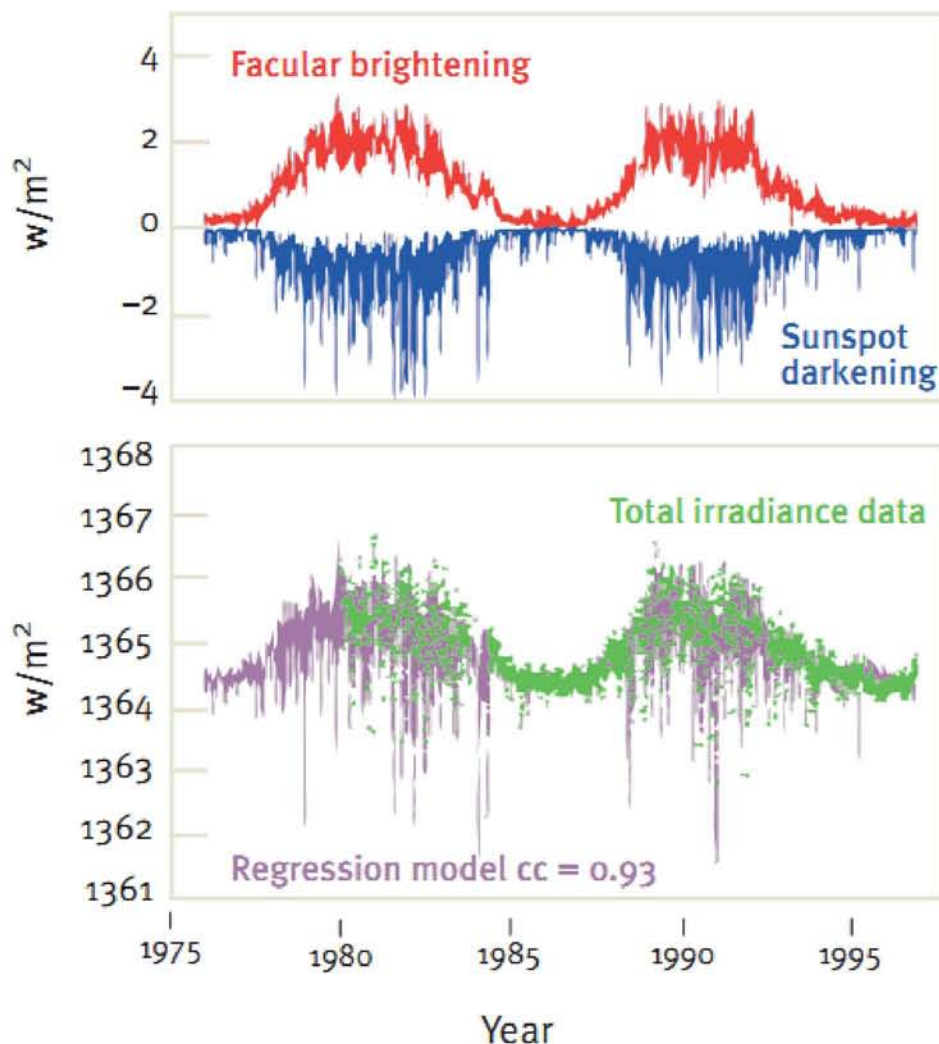 4
Facular brightening
2
w/m²
0
−2
Sunspot
darkening
−4
1368
1367
Total irradiance data
1366
1365
w/m²
1364
1363
1362
Regression model cc = 0.93
1361
1975
1980
1985
1990
1995
Year